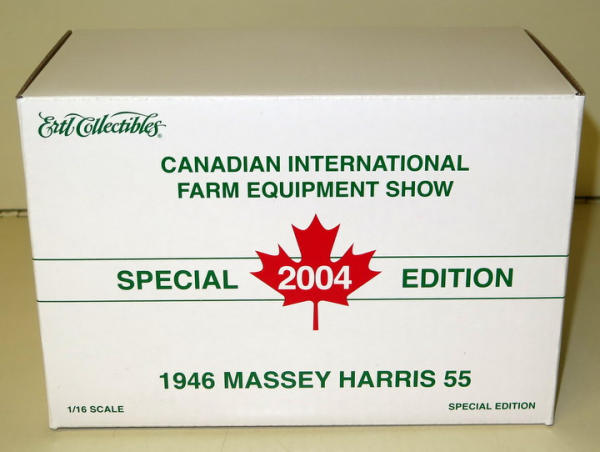 Ertl Collectibles®
CANADIAN INTERNATIONAL
FARM EQUIPMENT SHOW
SPECIAL 2004 EDITION
1946 MASSEY HARRIS 55
1/16 SCALE SPECIAL EDITION